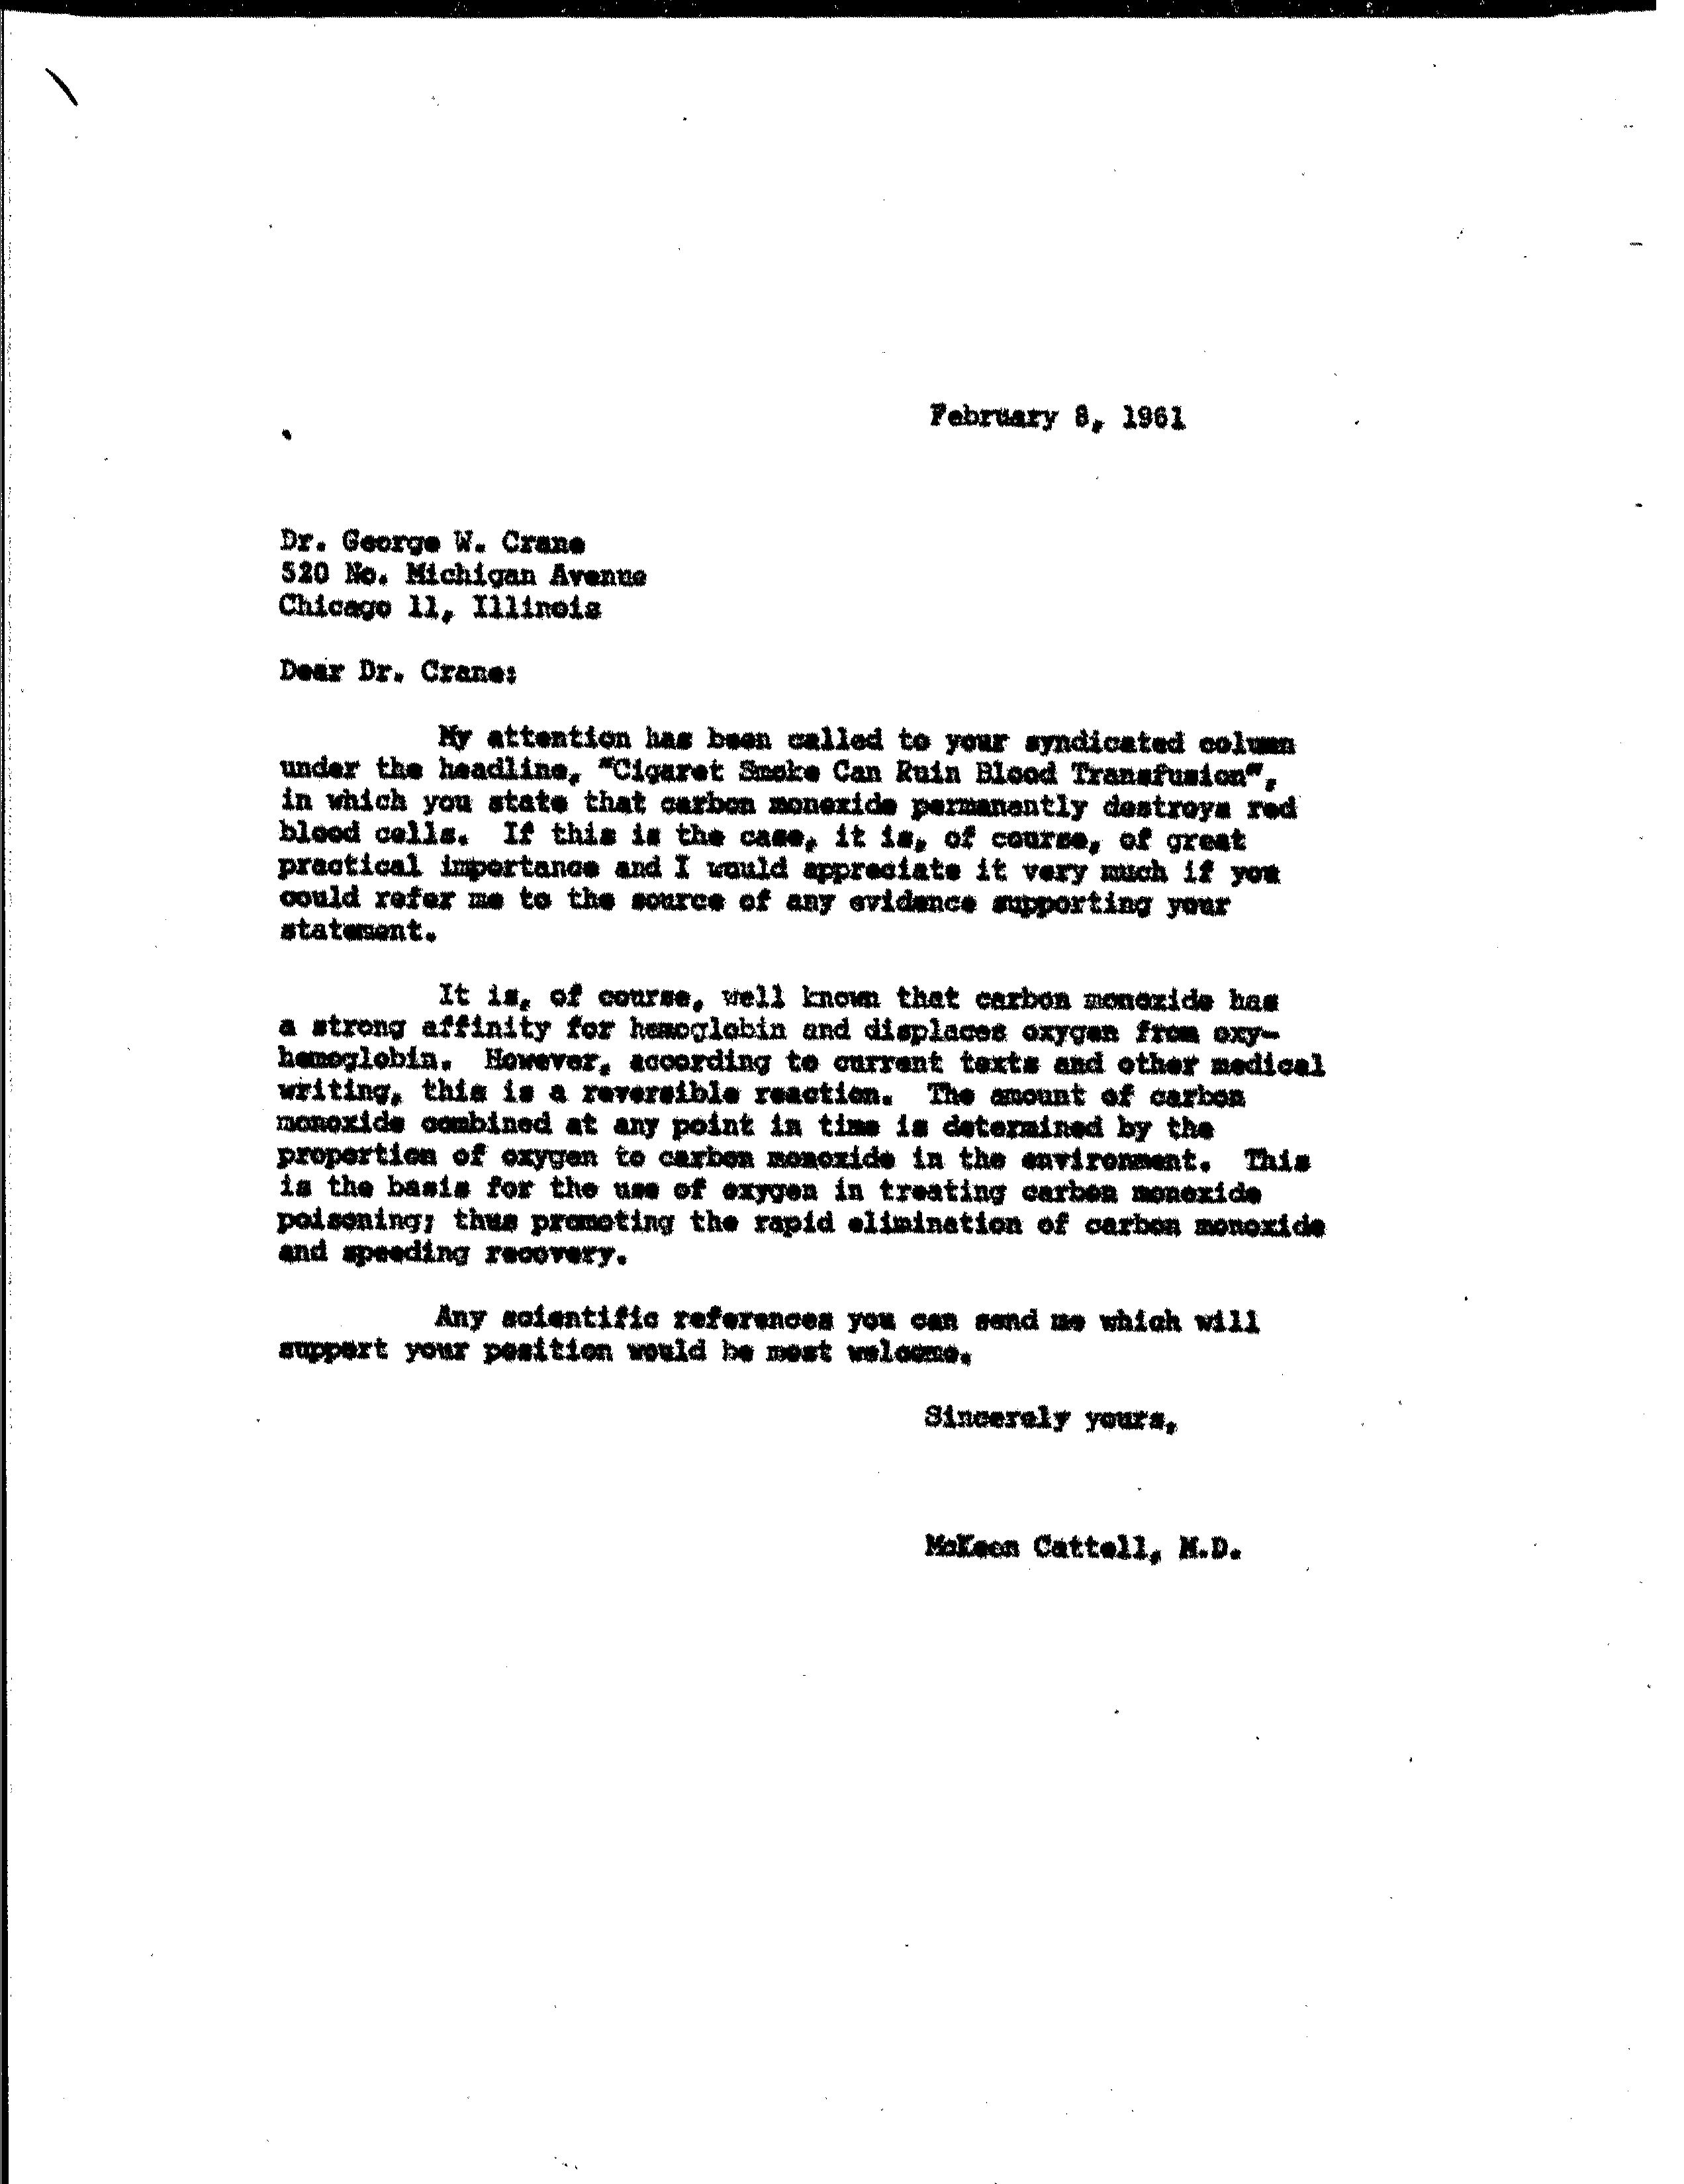 February 8, 1961
Dr. George W. Crane
520 No. Michigan Avenue
Chicago 11, Illinois
Dear Dr. Crane:
My attention has been called to your syndicated column
under the headline, "Cigaret Smoke Can Ruin Blood Transfusion",
in which you state that carbon monoxide permanently destroys red
blood cells. If this is the case, it is, of course, of great
practical importance and I would appreciate it very much if you
could refer me to the source of any evidence supporting your
statement.
It is, of course, well known that carbon monoxide has
a strong affinity for hemoglobin and displaces oxygen from oxy-
hemoglobin. However, according to current texts and other medical
writing, this is a reversible reaction. The amount of carbon
monoxide combined at any point in time is determined by the
proportion of oxygen to carbon monoxide in the environment. This
is the basis for the use of oxygen in treating carbon monoxide
poisoning; thus promoting the rapid elimination of carbon monoxide
and speeding recovery.
Any scientific references you can send me which will
support your position would be most welcome.
Sincerely yours,
McKeen Cattell, M.D.